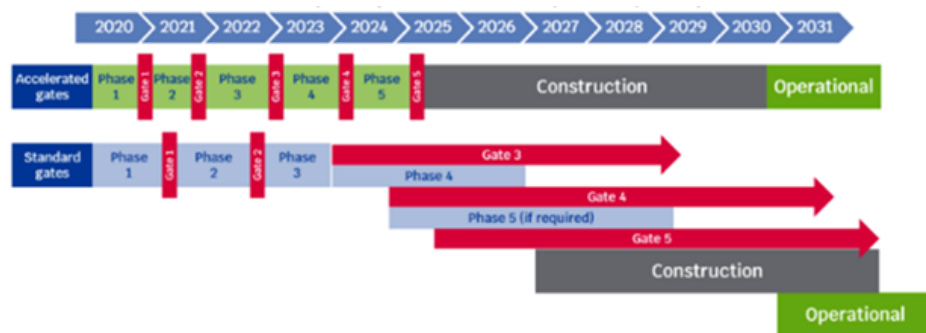 2020 2021 2022 2023 2024 2025 2026 2027 2028 2029 2030 2031
Accelerated
gates
Phase
1
Gate 1
Phase
2
Gate 2
Phase
3
Gate 3
Phase
4
Gate 4
Phase
5
Gate 5
Construction
Operational
Standard
gates
Phase
1
Gate 1
Phase
2
Gate 2
Phase
3
Gate 3
Phase 4
Gate 4
Phase 5 (if required)
Gate 5
Construction
Operational